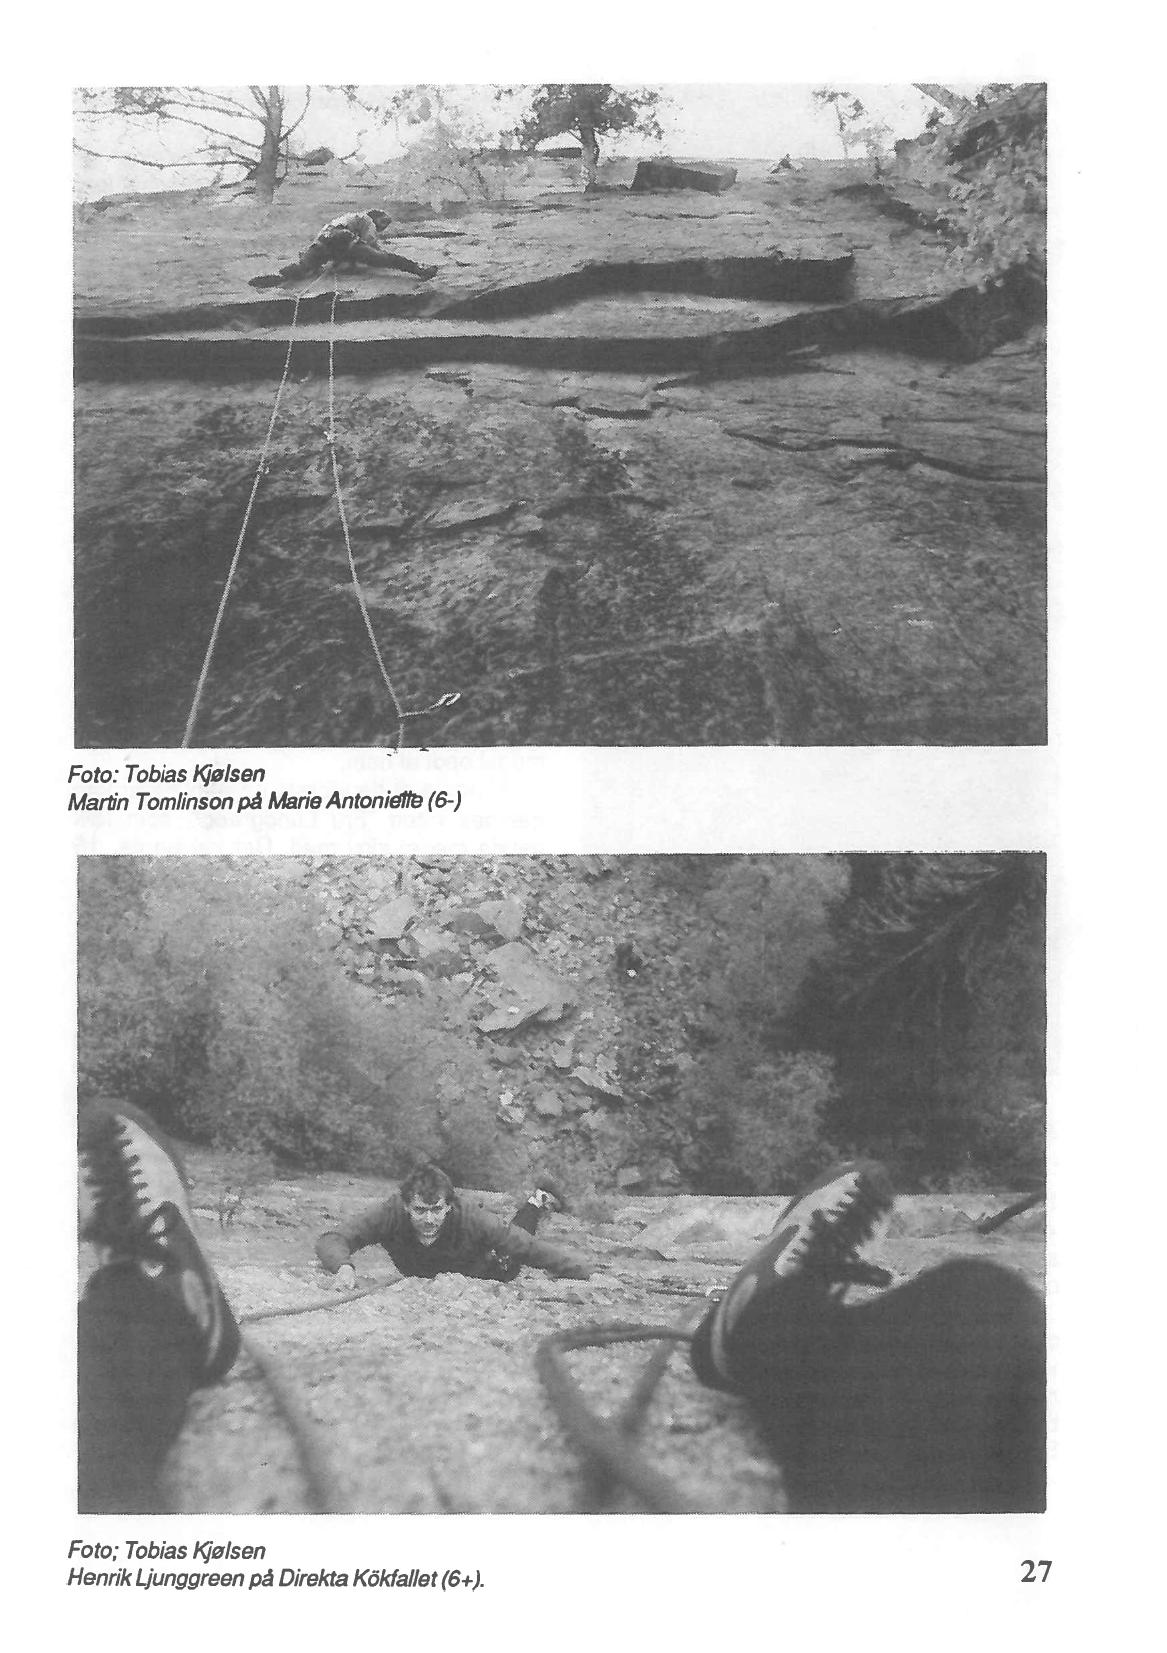 Foto: Tobias Kjølsen
Martin Tomlinson på Marie Antoniette (6-)
Foto; Tobias Kjølsen
Henrik Ljunggreen på Direkta Kökfallet (6+).
27